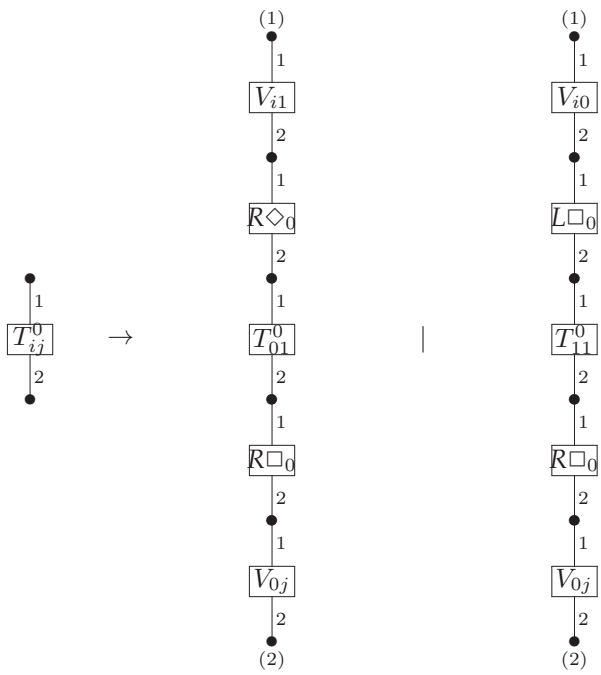 (1) (1)
1 1
V_{i1} V_{i0}
2 2
1 1
R◇_0 L□_0
2 2
1 1 1
T^0_{ij} → T^0_{01} | T^0_{11}
2 2 2
1 1
R□_0 R□_0
2 2
1 1
V_{0j} V_{0j}
2 2
(2) (2)